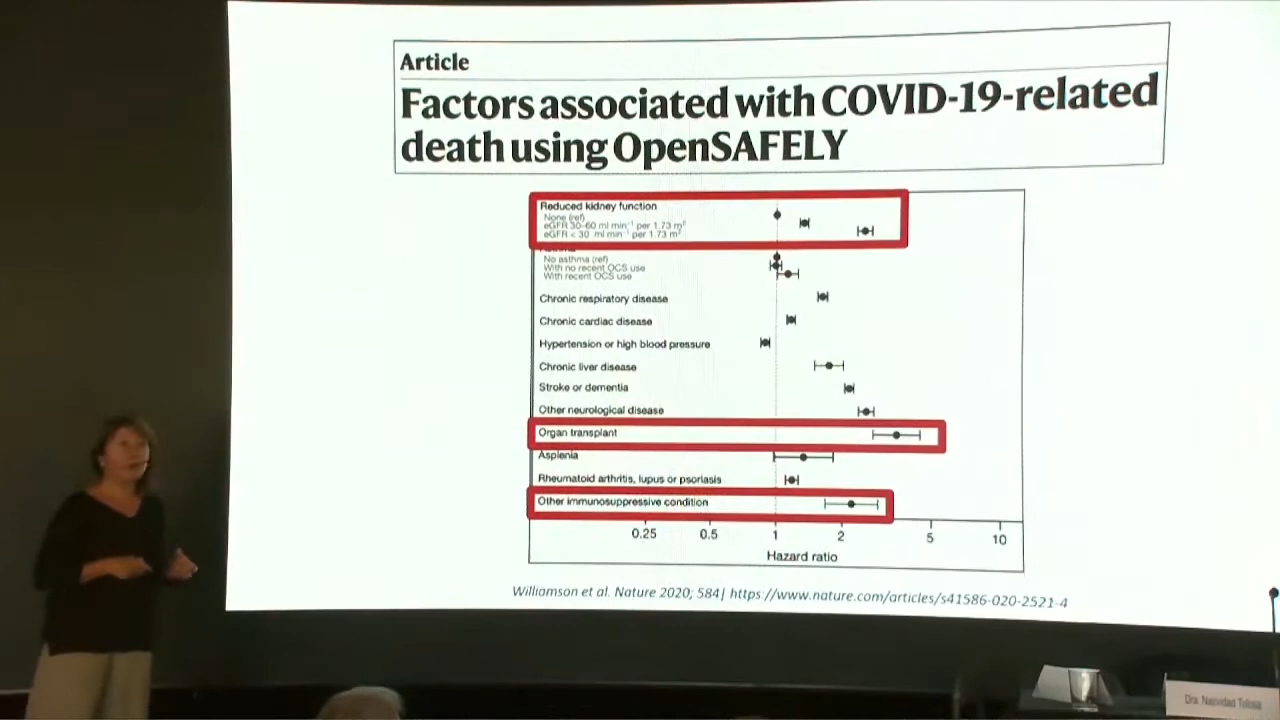 Article
Factors associated with COVID-19-related
death using OpenSAFELY
Reduced kidney function
None (ref)
eGFR 30–60 ml min⁻¹ per 1.73 m²
eGFR < 30 ml min⁻¹ per 1.73 m²
No asthma (ref)
With no recent OCS use
With recent OCS use
Chronic respiratory disease
Chronic cardiac disease
Hypertension or high blood pressure
Chronic liver disease
Stroke or dementia
Other neurological disease
Organ transplant
Asplenia
Rheumatoid arthritis, lupus or psoriasis
Other immunosuppressive condition
0.25 0.5 1 2 5 10
Hazard ratio
Williamson et al. Nature 2020; 584| https://www.nature.com/articles/s41586-020-2521-4
Dra. Natividad Tolosa